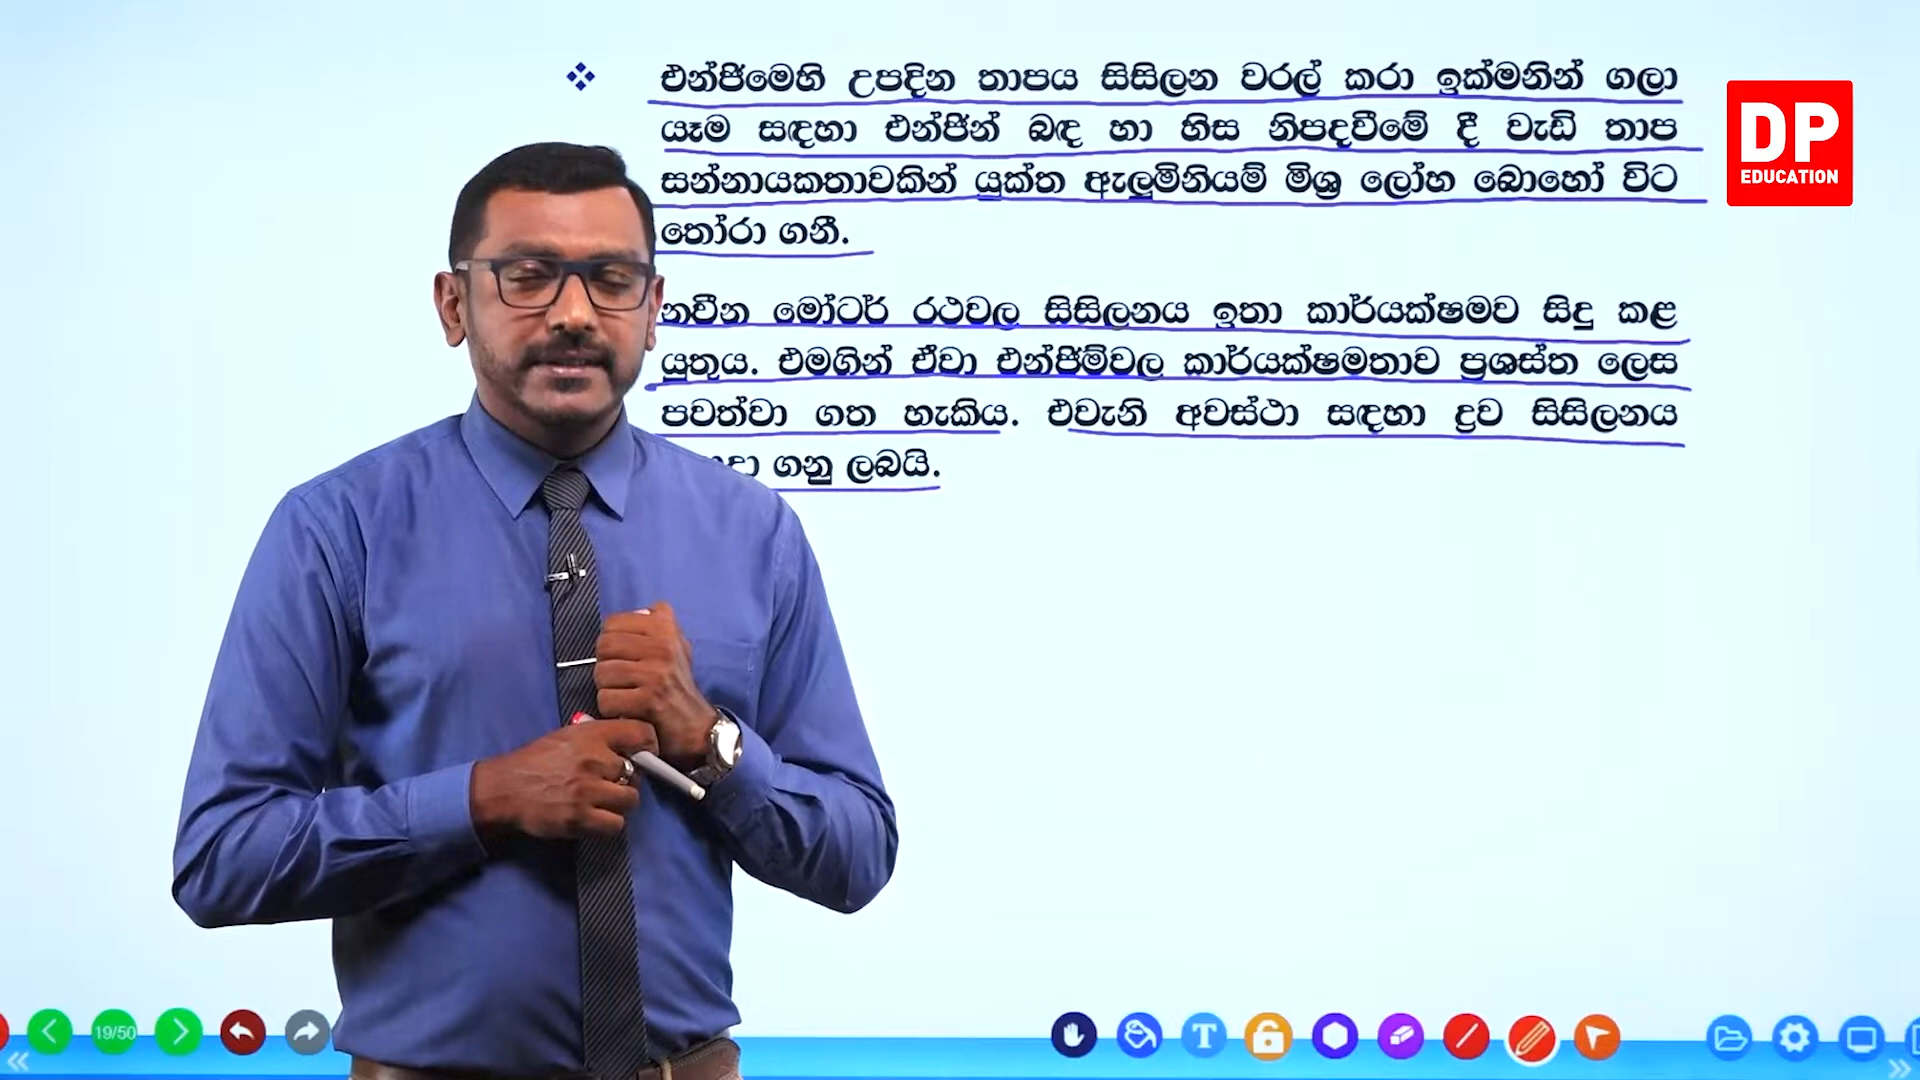 එන්ජිමෙහි උපදින තාපය සිසිලන වරල් කරා ඉක්මනින් ගලා
යෑම සඳහා එන්ජින් බඳ හා හිස නිපදවීමේ දී වැඩි තාප
සන්නායකතාවකින් යුක්ත ඇලුමිනියම් මිශ්‍ර ලෝහ බොහෝ විට
තෝරා ගනී.
නවීන මෝටර් රථවල සිසිලනය ඉතා කාර්යක්ෂමව සිදු කළ
යුතුය. එමගින් ඒවා එන්ජිම්වල කාර්යක්ෂමතාව ප්‍රශස්ත ලෙස
පවත්වා ගත හැකිය. එවැනි අවස්ථා සඳහා ද්‍රව සිසිලනය
ගනු ලබයි.
DP
EDUCATION
19/50
T